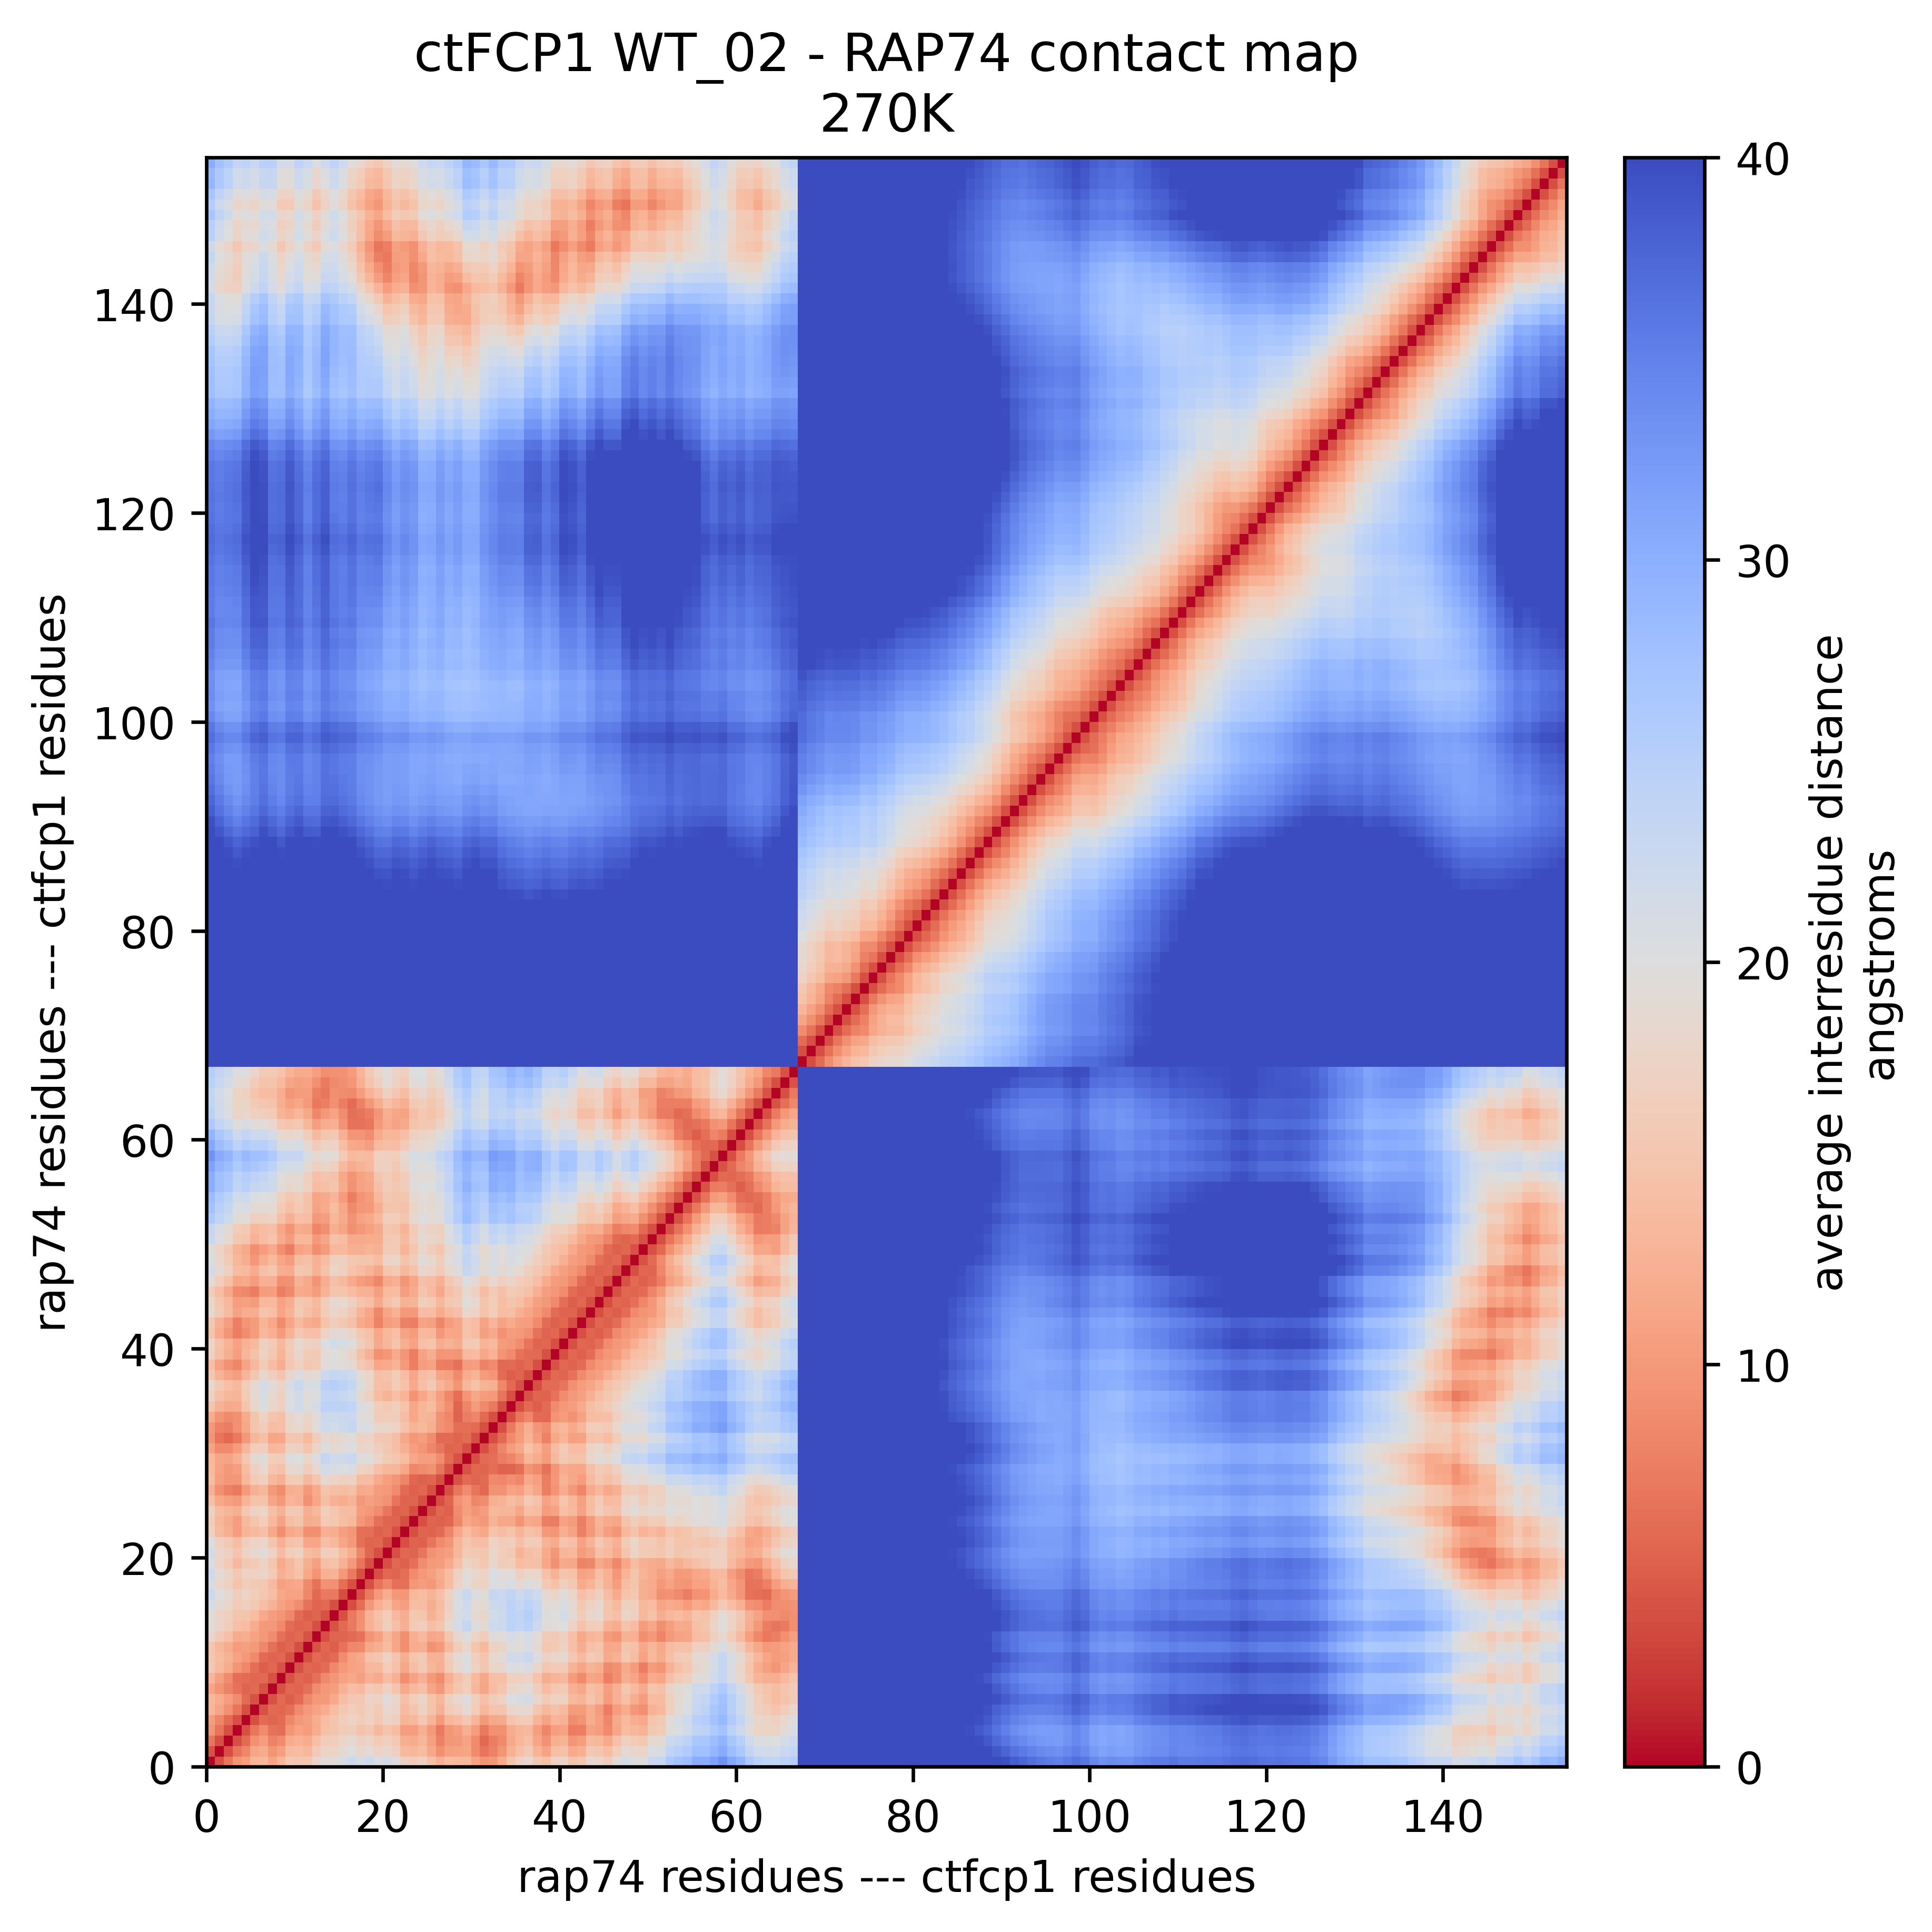 ctFCP1 WT_02 - RAP74 contact map
270K
rap74 residues --- ctfcp1 residues
140
120
100
80
60
40
20
0
0 20 40 60 80 100 120 140
rap74 residues --- ctfcp1 residues
40
30
20
10
0
average interresidue distance
angstroms